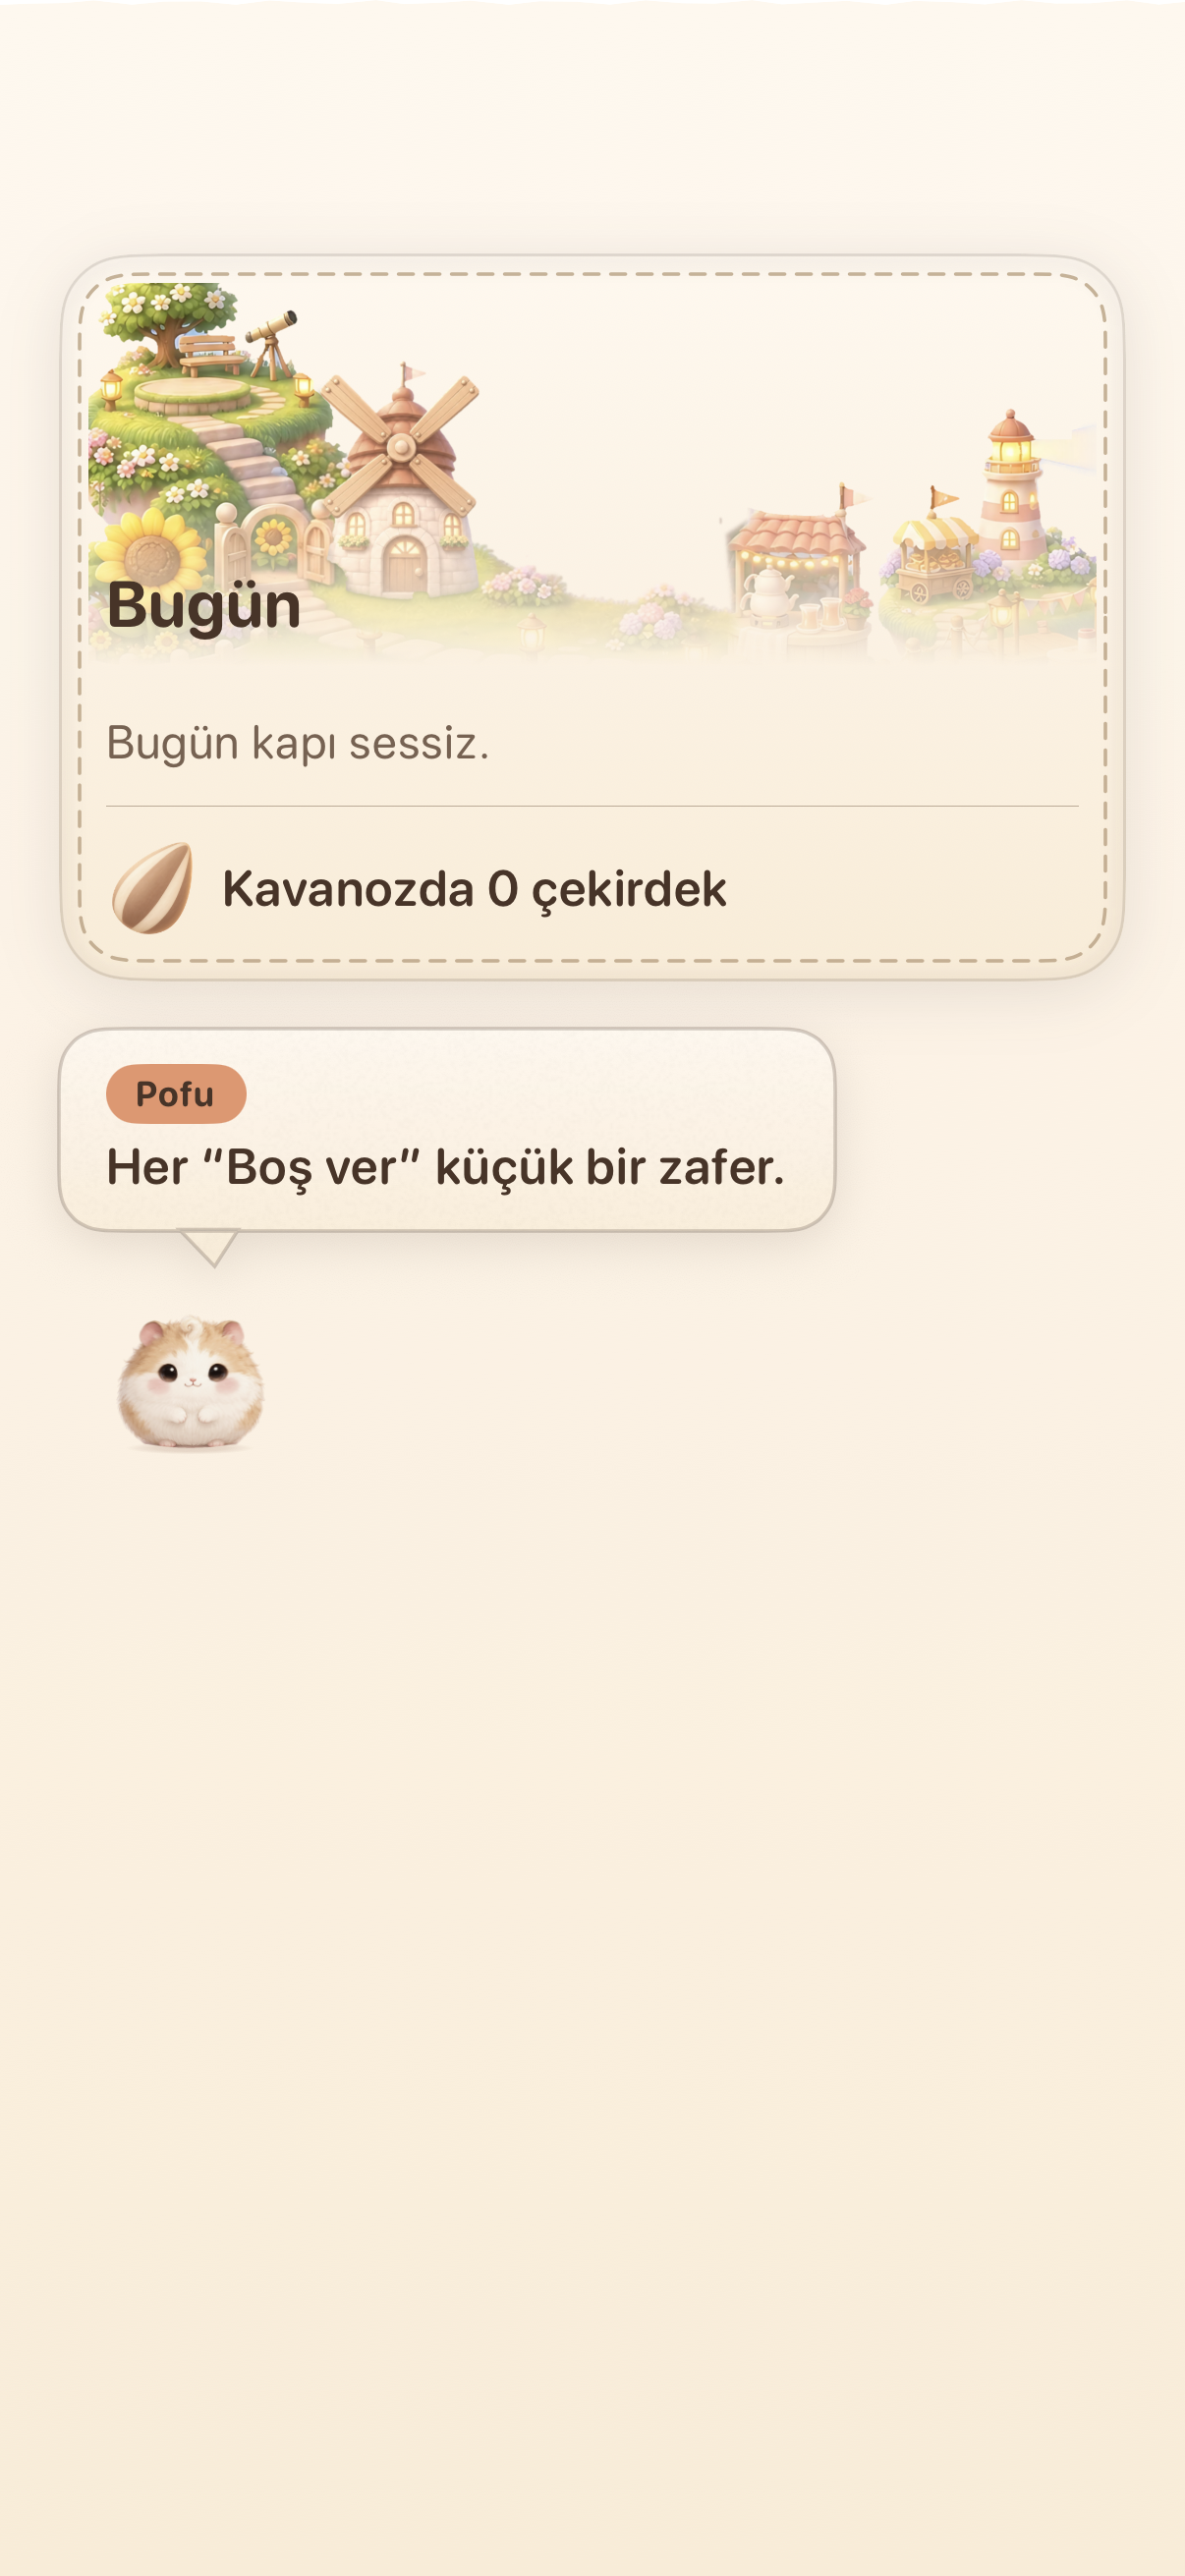 Bugün
Bugün kapı sessiz.
Kavanozda 0 çekirdek
Pofu
Her “Boş ver” küçük bir zafer.